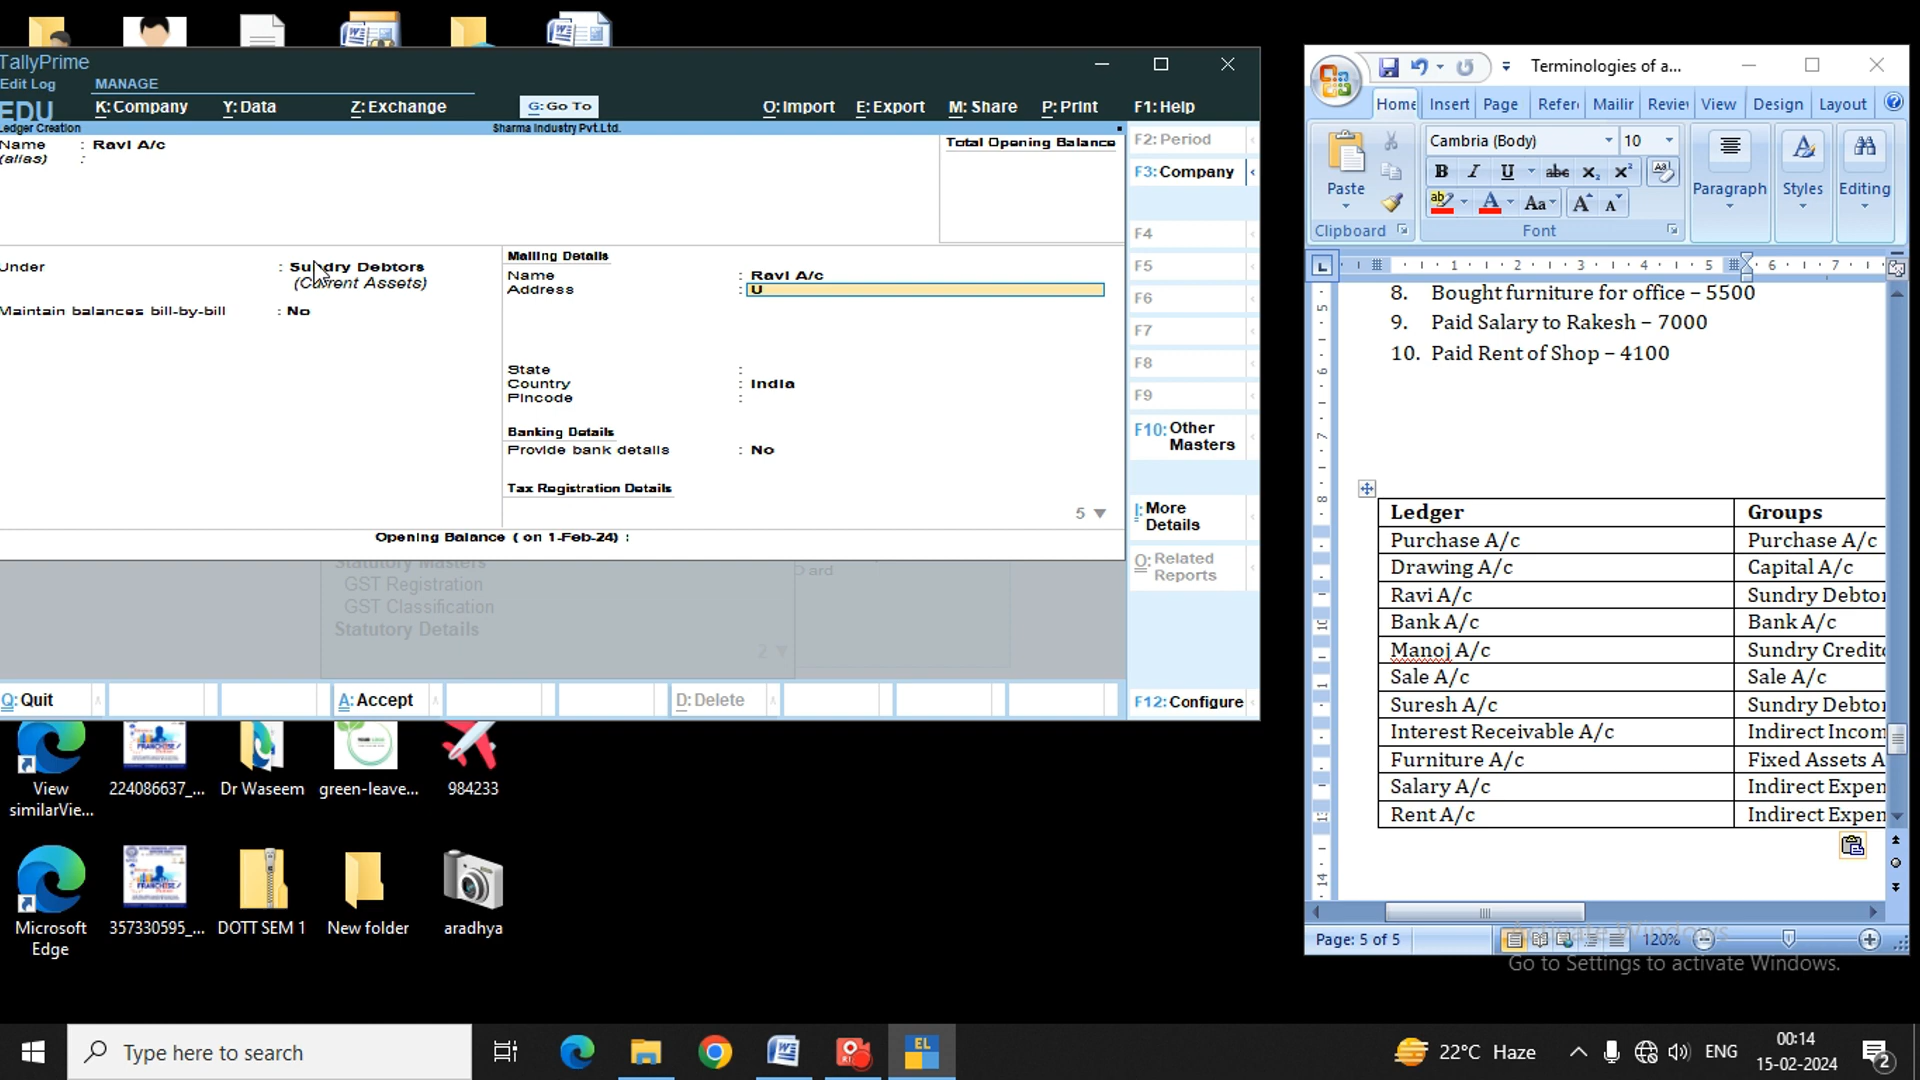 TallyPrime
Edit Log
MANAGE
EDU
K:Company
Y:Data
Z:Exchange
G:Go To
O:Import
E:Export
M:Share
P:Print
F1:Help
Ledger Creation
Sharma Industry Pvt.Ltd.
Name : Ravi A/c
(alias) :
Total Opening Balance
Under : Sundry Debtors
(Current Assets)
Maintain balances bill-by-bill : No
Mailing Details
Name : Ravi A/c
Address : U
State :
Country : India
Pincode :
Banking Details
Provide bank details : No
Tax Registration Details
5
Opening Balance ( on 1-Feb-24) :
F2:Period
F3:Company
F4
F5
F6
F7
F8
F9
F10:Other Masters
I:More Details
O:Related Reports
F12:Configure
Statutory Masters
GST Registration
GST Classification
Statutory Details
2
Q:Quit
A:Accept
D:Delete
View similarVie...
224086637_...
Dr Waseem
green-leave...
984233
Microsoft Edge
357330595_...
DOTT SEM 1
New folder
aradhya
Terminologies of a...
Home
Insert
Page
Refer
Mailir
Review
View
Design
Layout
Paste
Clipboard
Cambria (Body)
10
Font
Paragraph
Styles
Editing
8. Bought furniture for office – 5500
9. Paid Salary to Rakesh – 7000
10. Paid Rent of Shop – 4100
Ledger Groups
Purchase A/c Purchase A/c
Drawing A/c Capital A/c
Ravi A/c Sundry Debtor
Bank A/c Bank A/c
Manoj A/c Sundry Credito
Sale A/c Sale A/c
Suresh A/c Sundry Debtor
Interest Receivable A/c Indirect Incom
Furniture A/c Fixed Assets A
Salary A/c Indirect Expen
Rent A/c Indirect Expen
Page: 5 of 5
120%
Activate Windows
Go to Settings to activate Windows.
Type here to search
22°C Haze
ENG
00:14
15-02-2024
2